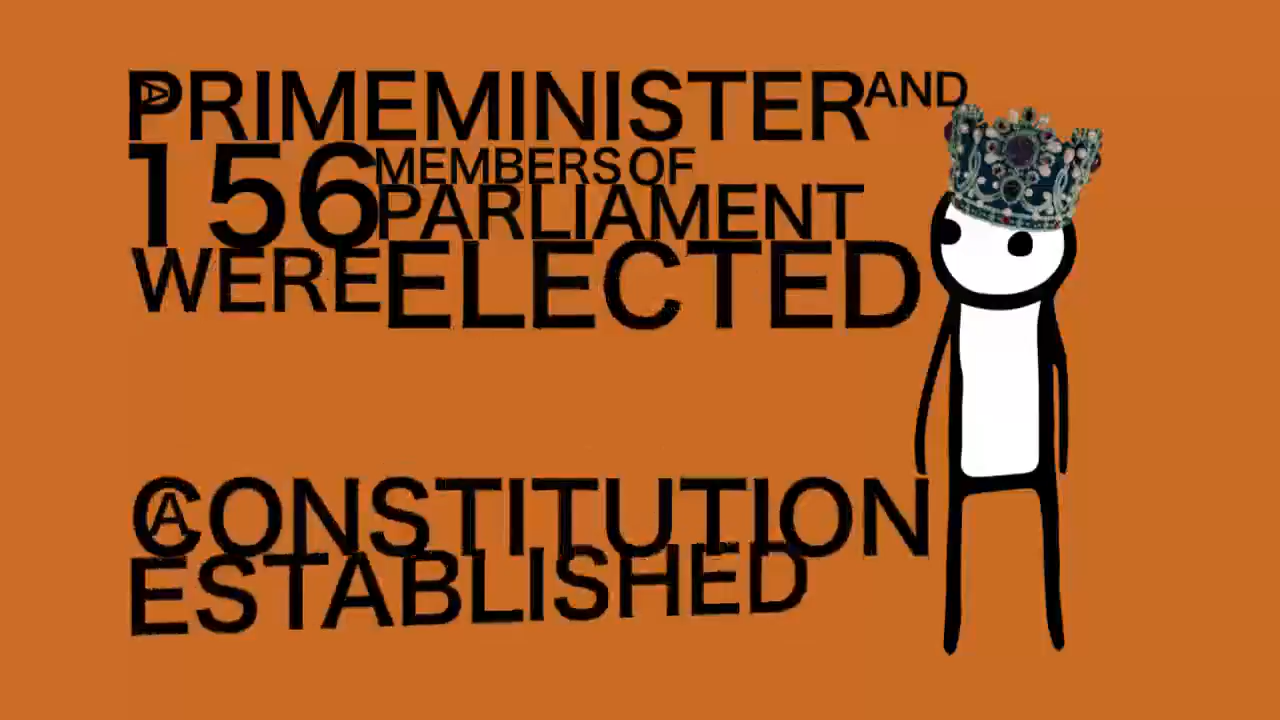 A PRIMEMINISTER AND
156 MEMBERS OF
PARLIAMENT
WERE ELECTED
A CONSTITUTION
ESTABLISHED